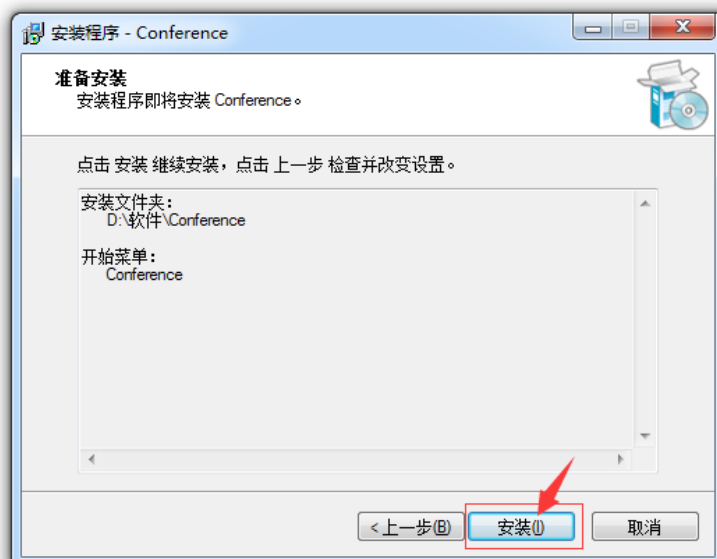 安装程序 - Conference
准备安装
安装程序即将安装 Conference。
点击 安装 继续安装，点击 上一步 检查并改变设置。
安装文件夹：
D:\软件\Conference
开始菜单：
Conference
<上一步(B) 安装(I) 取消